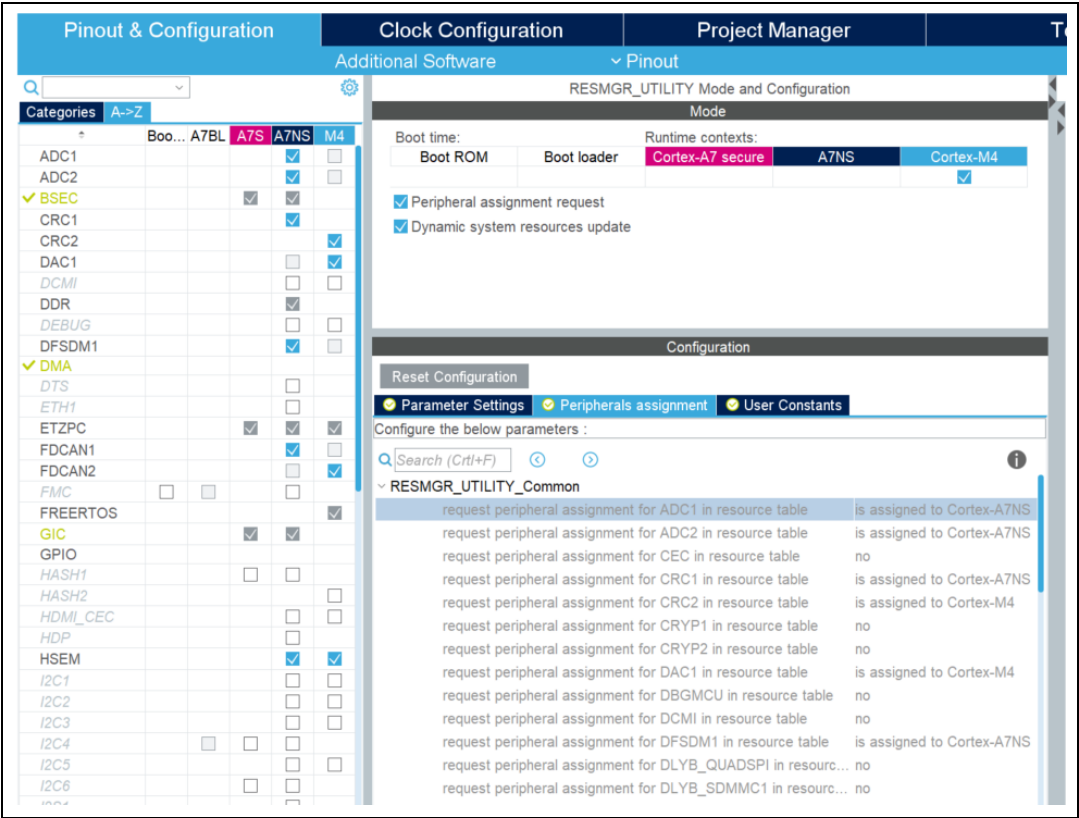 Pinout & Configuration Clock Configuration Project Manager
Additional Software Pinout
Categories A->Z
Boo... A7BL A7S A7NS M4
ADC1
ADC2
BSEC
CRC1
CRC2
DAC1
DCMI
DDR
DEBUG
DFSDM1
DMA
DTS
ETH1
ETZPC
FDCAN1
FDCAN2
FMC
FREERTOS
GIC
GPIO
HASH1
HASH2
HDMI_CEC
HDP
HSEM
I2C1
I2C2
I2C3
I2C4
I2C5
I2C6
RESMGR_UTILITY Mode and Configuration
Mode
Boot time: Runtime contexts:
Boot ROM Boot loader Cortex-A7 secure A7NS Cortex-M4
Peripheral assignment request
Dynamic system resources update
Configuration
Reset Configuration
Parameter Settings Peripherals assignment User Constants
Configure the below parameters :
Search (Crtl+F)
RESMGR_UTILITY_Common
request peripheral assignment for ADC1 in resource table is assigned to Cortex-A7NS
request peripheral assignment for ADC2 in resource table is assigned to Cortex-A7NS
request peripheral assignment for CEC in resource table no
request peripheral assignment for CRC1 in resource table is assigned to Cortex-A7NS
request peripheral assignment for CRC2 in resource table is assigned to Cortex-M4
request peripheral assignment for CRYP1 in resource table no
request peripheral assignment for CRYP2 in resource table no
request peripheral assignment for DAC1 in resource table is assigned to Cortex-M4
request peripheral assignment for DBGMCU in resource table no
request peripheral assignment for DCMI in resource table no
request peripheral assignment for DFSDM1 in resource table is assigned to Cortex-A7NS
request peripheral assignment for DLYB_QUADSPI in resourc... no
request peripheral assignment for DLYB_SDMMC1 in resourc... no